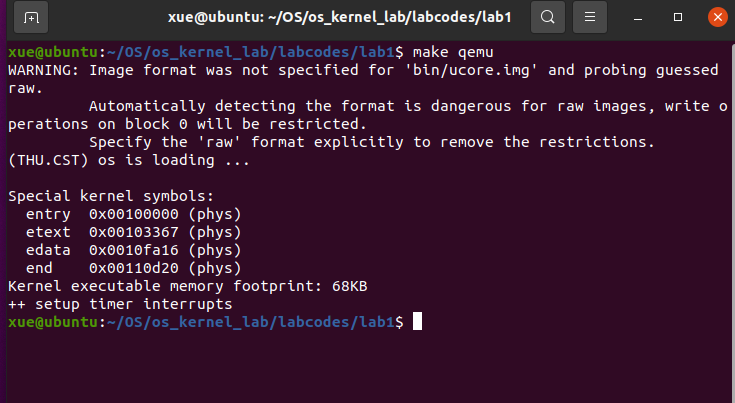 xue@ubuntu: ~/OS/os_kernel_lab/labcodes/lab1
xue@ubuntu:~/OS/os_kernel_lab/labcodes/lab1$ make qemu
WARNING: Image format was not specified for 'bin/ucore.img' and probing guessed
raw.
         Automatically detecting the format is dangerous for raw images, write o
perations on block 0 will be restricted.
         Specify the 'raw' format explicitly to remove the restrictions.
(THU.CST) os is loading ...
Special kernel symbols:
  entry  0x00100000 (phys)
  etext  0x00103367 (phys)
  edata  0x0010fa16 (phys)
  end    0x00110d20 (phys)
Kernel executable memory footprint: 68KB
++ setup timer interrupts
xue@ubuntu:~/OS/os_kernel_lab/labcodes/lab1$